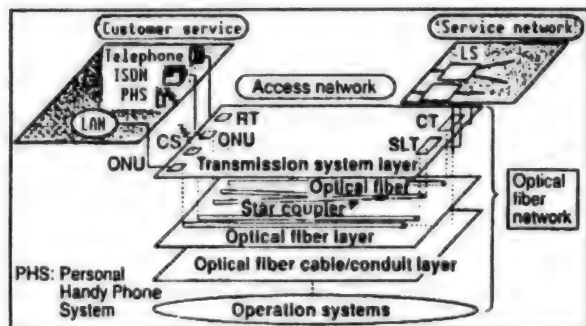 Customer service
Service network
Telephone
ISDN
PHS
LAN
LS
Access network
RT
CT
CS
ONU
SLT
ONU
Transmission system layer
Optical fiber
Star coupler
Optical fiber layer
Optical fiber network
Optical fiber cable/conduit layer
PHS: Personal
Handy Phone
System
Operation systems